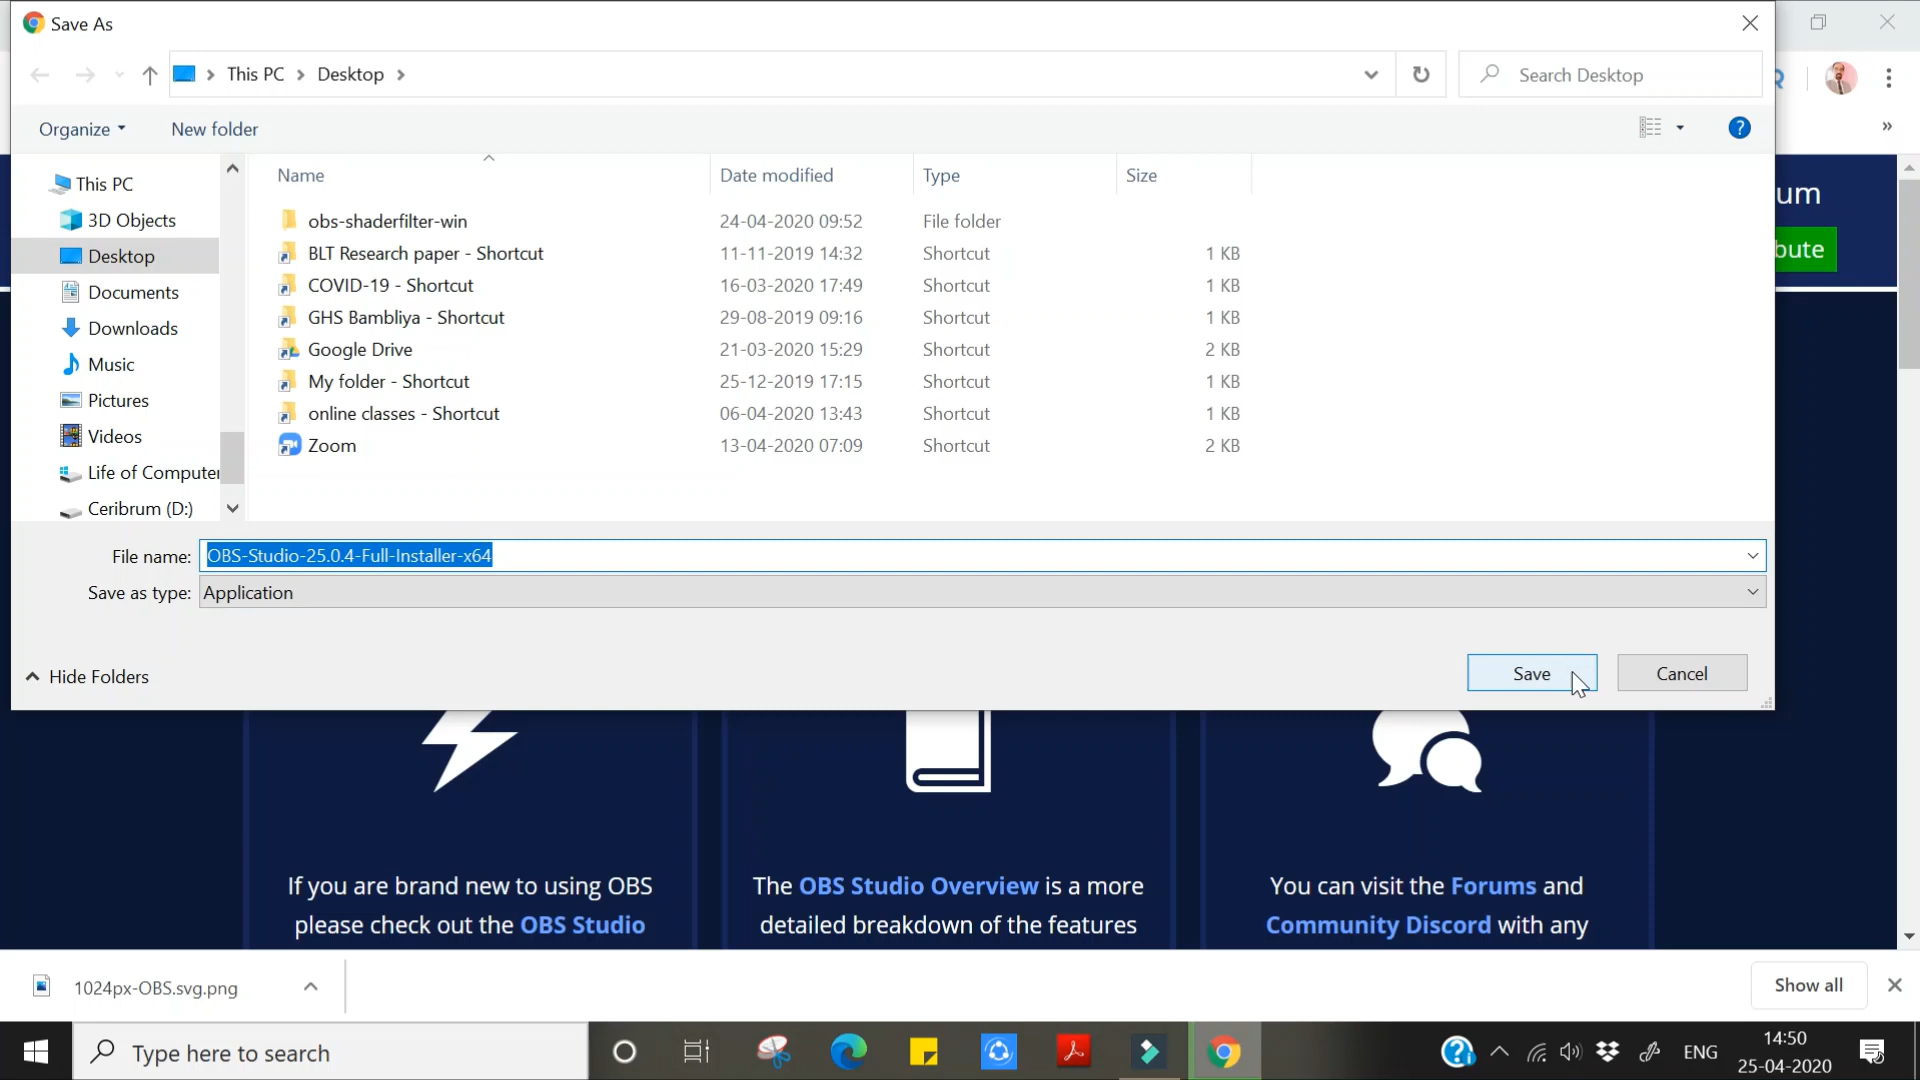 Save As
This PC
Desktop
Search Desktop
Organize
New folder
?
This PC
3D Objects
Desktop
Documents
Downloads
Music
Pictures
Videos
Life of Computer
Ceribrum (D:)
Name Date modified Type Size
obs-shaderfilter-win 24-04-2020 09:52 File folder
BLT Research paper - Shortcut 11-11-2019 14:32 Shortcut 1 KB
COVID-19 - Shortcut 16-03-2020 17:49 Shortcut 1 KB
GHS Bambliya - Shortcut 29-08-2019 09:16 Shortcut 1 KB
Google Drive 21-03-2020 15:29 Shortcut 2 KB
My folder - Shortcut 25-12-2019 17:15 Shortcut 1 KB
online classes - Shortcut 06-04-2020 13:43 Shortcut 1 KB
Zoom 13-04-2020 07:09 Shortcut 2 KB
um
bute
File name: OBS-Studio-25.0.4-Full-Installer-x64
Save as type: Application
Hide Folders
Save
Cancel
If you are brand new to using OBS
please check out the OBS Studio
The OBS Studio Overview is a more
detailed breakdown of the features
You can visit the Forums and
Community Discord with any
1024px-OBS.svg.png
Show all
Type here to search
ENG
14:50
25-04-2020